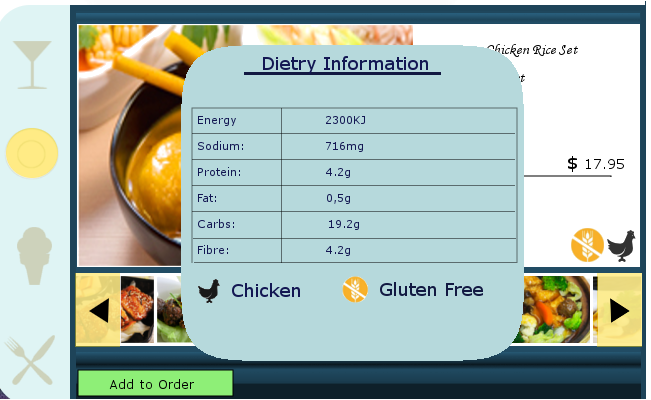 Dietry Information
Chicken Rice Set
et
Energy 2300KJ
Sodium: 716mg
Protein: 4.2g
$ 17.95
Fat: 0,5g
Carbs: 19.2g
Fibre: 4.2g
Chicken Gluten Free
Add to Order